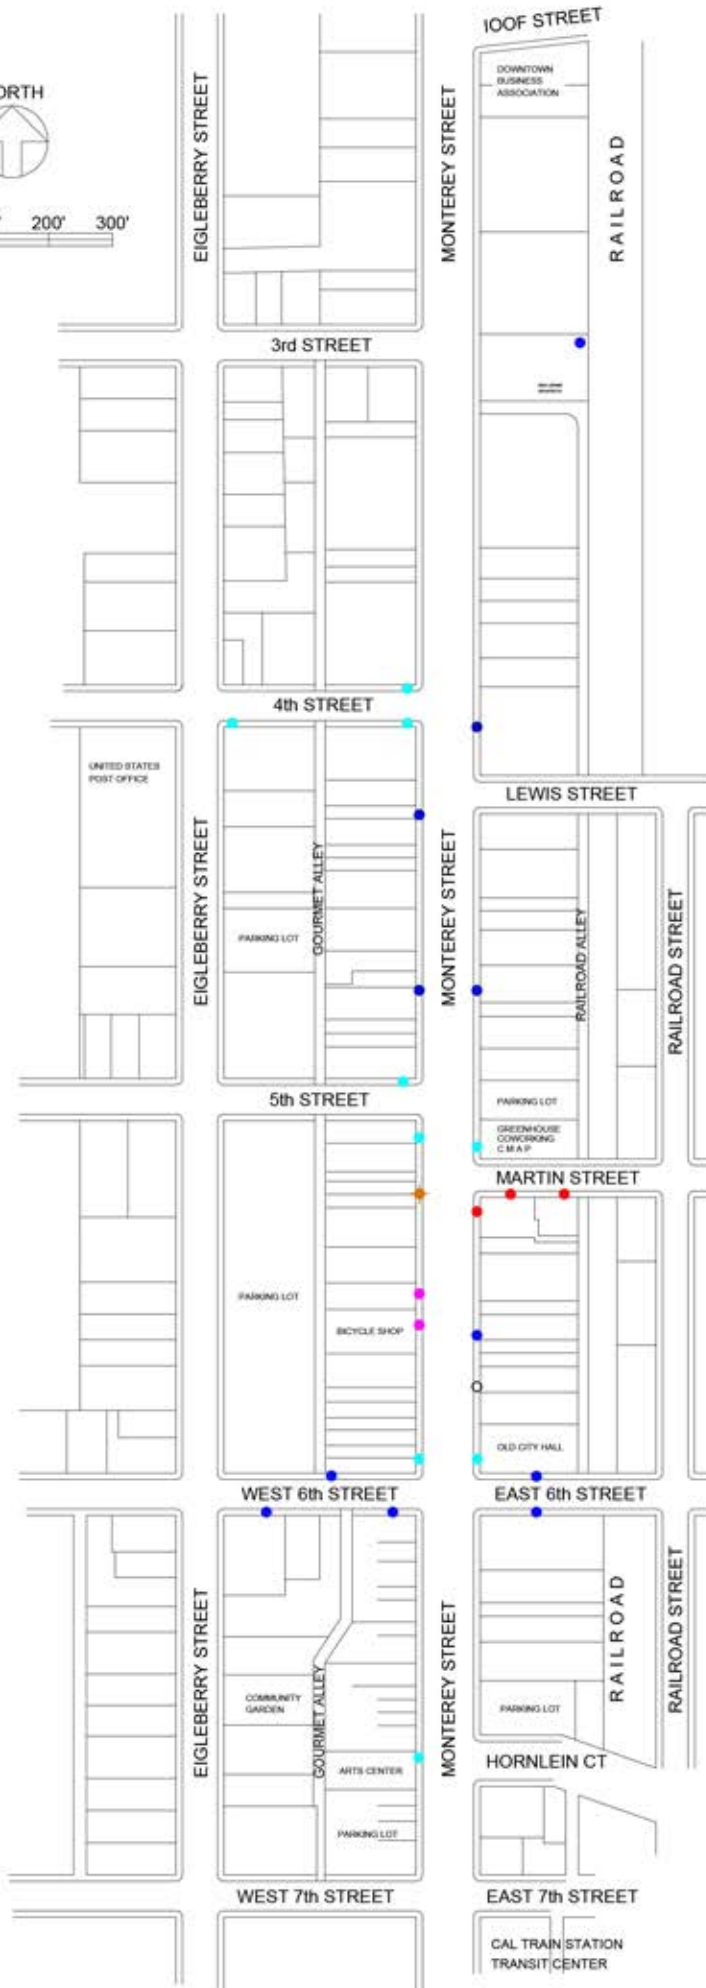 IOOF STREET
DOWNTOWN
BUSINESS
ASSOCIATION
ORTH
200' 300'
EIGLEBERRY STREET
MONTEREY STREET
RAILROAD
3rd STREET
4th STREET
UNITED STATES
POST OFFICE
LEWIS STREET
EIGLEBERRY STREET
GOURMET ALLEY
MONTEREY STREET
RAILROAD ALLEY
RAILROAD STREET
PARKING LOT
5th STREET
PARKING LOT
GREENHOUSE
COWORKING
C M A P
MARTIN STREET
PARKING LOT
BICYCLE SHOP
OLD CITY HALL
WEST 6th STREET
EAST 6th STREET
EIGLEBERRY STREET
COMMUNITY
GARDEN
GOURMET ALLEY
MONTEREY STREET
RAILROAD
RAILROAD STREET
PARKING LOT
HORNLEIN CT
ARTS CENTER
PARKING LOT
WEST 7th STREET
EAST 7th STREET
CAL TRAIN STATION
TRANSIT CENTER